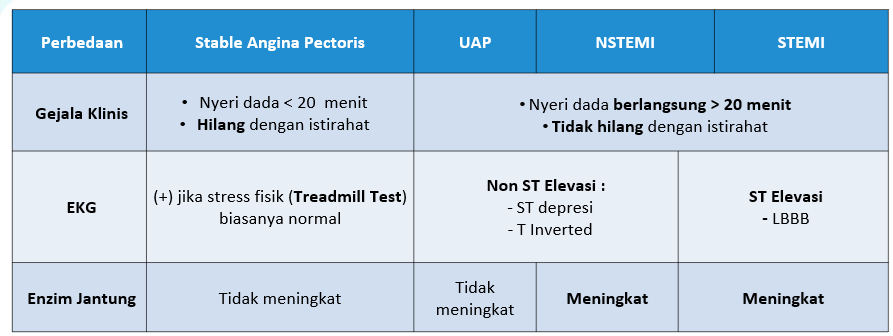 Perbedaan
Stable Angina Pectoris
UAP
NSTEMI
STEMI
Gejala Klinis
• Nyeri dada < 20 menit
• Hilang dengan istirahat
• Nyeri dada berlangsung > 20 menit
• Tidak hilang dengan istirahat
EKG
(+) jika stress fisik (Treadmill Test)
biasanya normal
Non ST Elevasi :
- ST depresi
- T Inverted
ST Elevasi
- LBBB
Enzim Jantung
Tidak meningkat
Tidak
meningkat
Meningkat
Meningkat